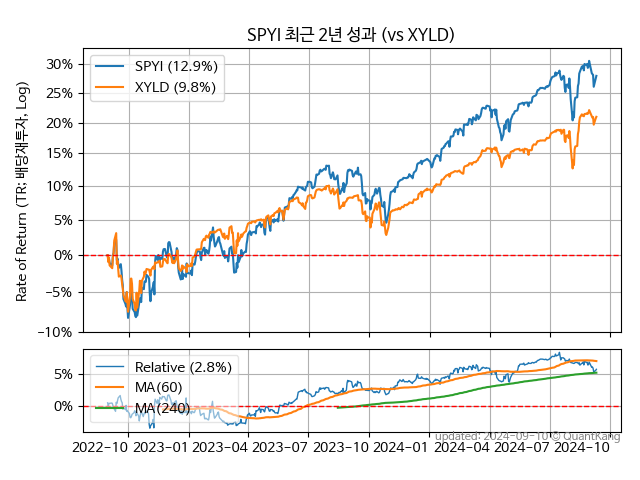 SPYI 최근 2년 성과 (vs XYLD)
Rate of Return (TR: 배당재투자, Log)
30%
25%
20%
15%
10%
5%
0%
−5%
−10%
SPYI (12.9%)
XYLD (9.8%)
5%
0%
Relative (2.8%)
MA(60)
MA(240)
2022-10 2023-01 2023-04 2023-07 2023-10 2024-01 2024-04 2024-07 2024-10
updated: 2024-09-10 © QuantKang